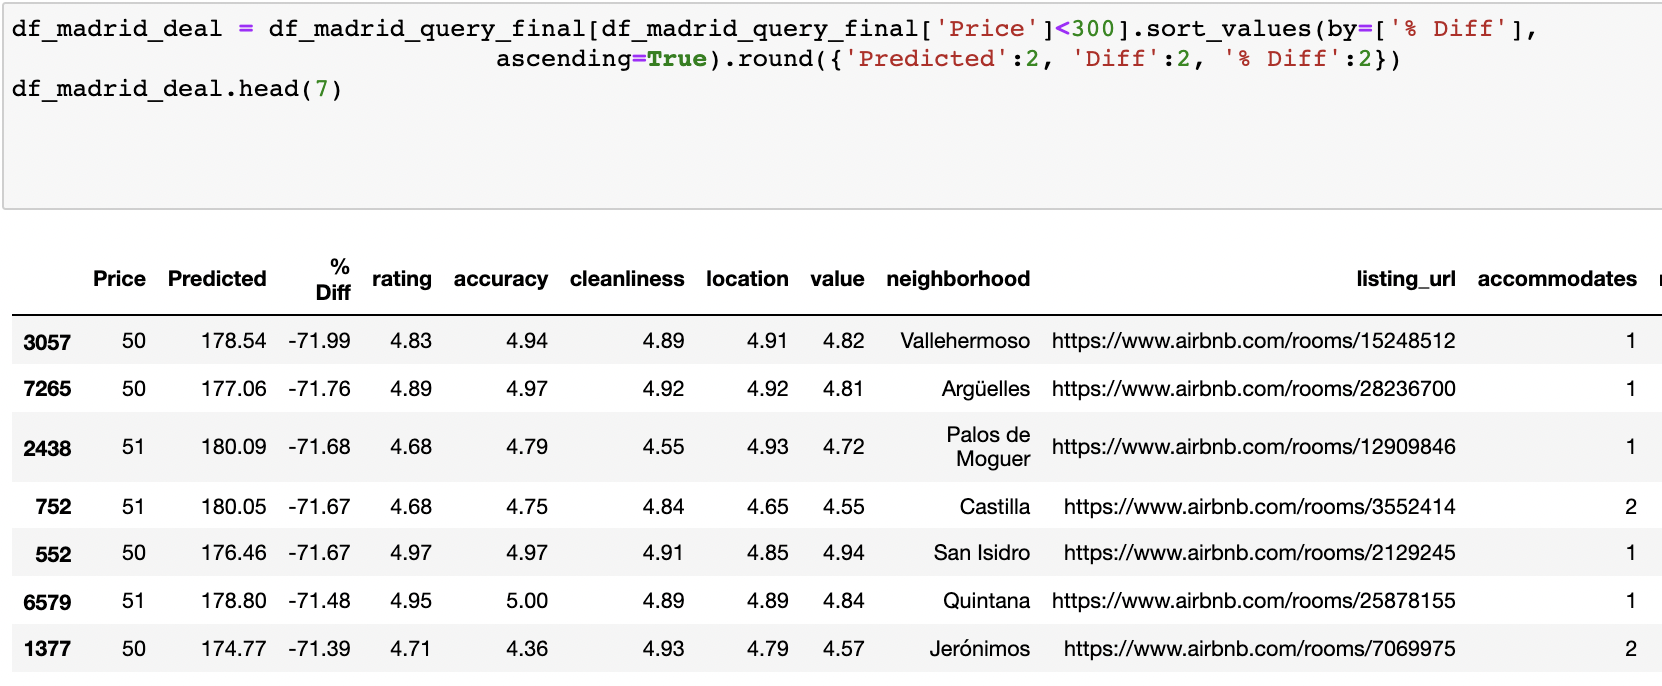 df_madrid_deal = df_madrid_query_final[df_madrid_query_final['Price']<300].sort_values(by=['% Diff'],
ascending=True).round({'Predicted':2, 'Diff':2, '% Diff':2})
df_madrid_deal.head(7)
Price Predicted % Diff rating accuracy cleanliness location value neighborhood listing_url accommodates
3057 50 178.54 -71.99 4.83 4.94 4.89 4.91 4.82 Vallehermoso https://www.airbnb.com/rooms/15248512 1
7265 50 177.06 -71.76 4.89 4.97 4.92 4.92 4.81 Argüelles https://www.airbnb.com/rooms/28236700 1
2438 51 180.09 -71.68 4.68 4.79 4.55 4.93 4.72 Palos de Moguer https://www.airbnb.com/rooms/12909846 1
752 51 180.05 -71.67 4.68 4.75 4.84 4.65 4.55 Castilla https://www.airbnb.com/rooms/3552414 2
552 50 176.46 -71.67 4.97 4.97 4.91 4.85 4.94 San Isidro https://www.airbnb.com/rooms/2129245 1
6579 51 178.80 -71.48 4.95 5.00 4.89 4.89 4.84 Quintana https://www.airbnb.com/rooms/25878155 1
1377 50 174.77 -71.39 4.71 4.36 4.93 4.79 4.57 Jerónimos https://www.airbnb.com/rooms/7069975 2